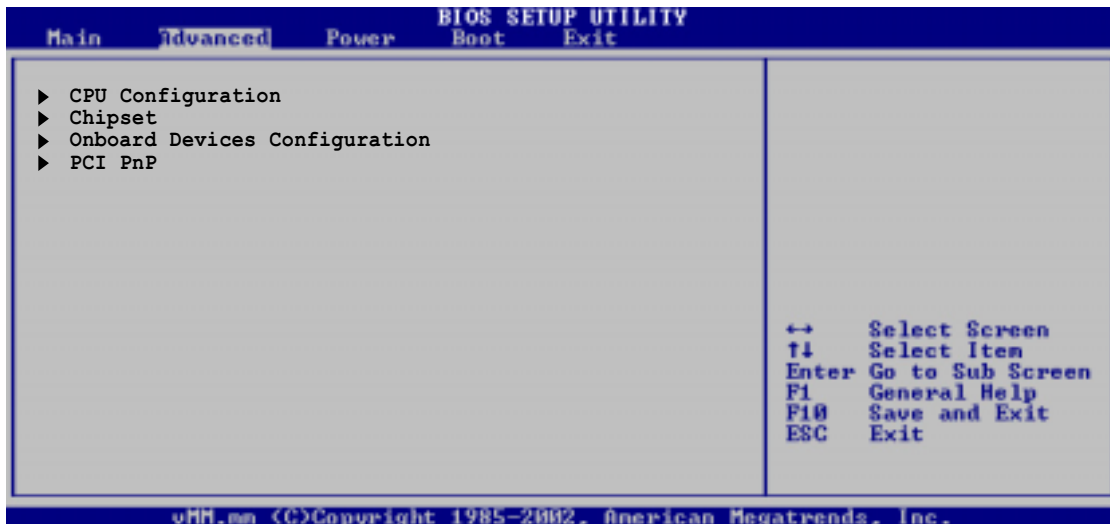 BIOS SETUP UTILITY
Main Advanced Power Boot Exit
CPU Configuration
Chipset
Onboard Devices Configuration
PCI PnP
←→ Select Screen
↑↓ Select Item
Enter Go to Sub Screen
F1 General Help
F10 Save and Exit
ESC Exit
vMM.mm (C)Copyright 1985-2002, American Megatrends, Inc.